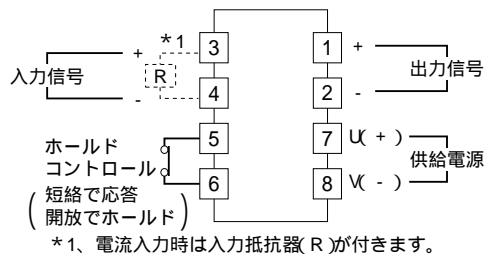 + *1 3 1 + 
入力信号 R 出力信号
- 4 2 -
5 7 U( + )
ホールド
コントロール 供給電源
6 8 V( - )
(短絡で応答
開放でホールド)
*1、電流入力時は入力抵抗器( R )が付きます。